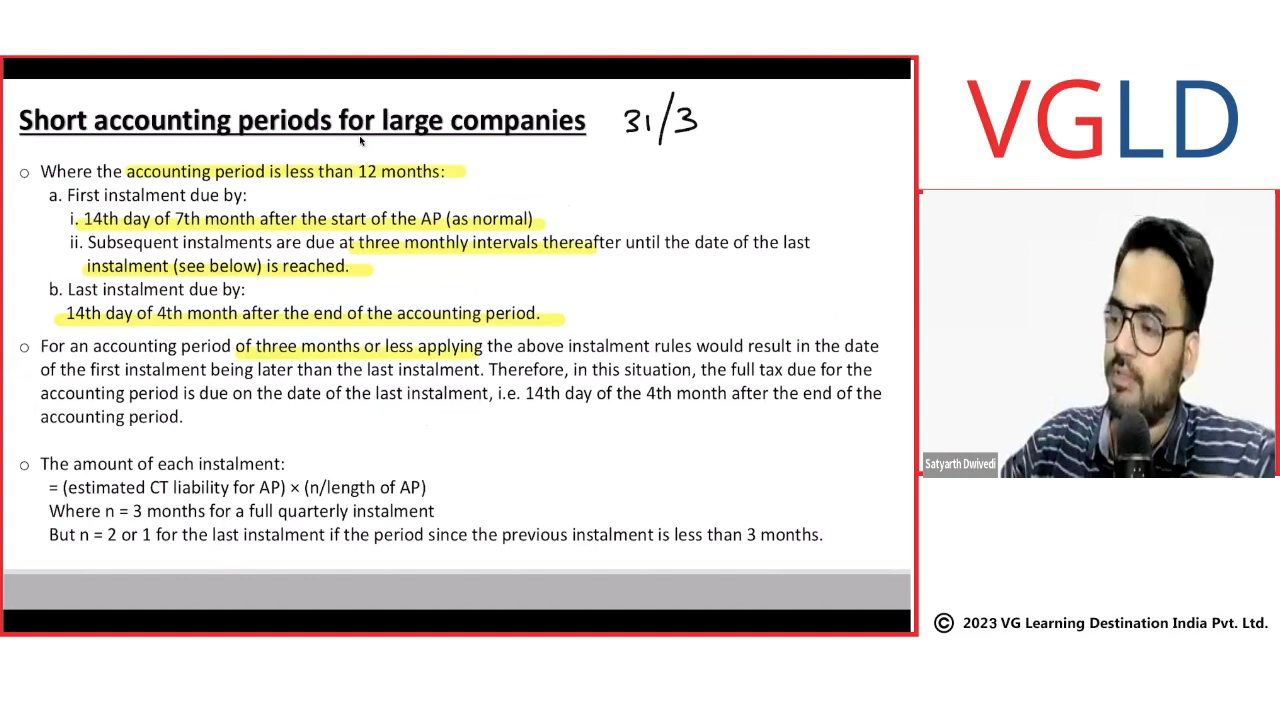 Short accounting periods for large companies 31/3
○ Where the accounting period is less than 12 months:
a. First instalment due by:
i. 14th day of 7th month after the start of the AP (as normal)
ii. Subsequent instalments are due at three monthly intervals thereafter until the date of the last
instalment (see below) is reached.
b. Last instalment due by:
14th day of 4th month after the end of the accounting period.
○ For an accounting period of three months or less applying the above instalment rules would result in the date
of the first instalment being later than the last instalment. Therefore, in this situation, the full tax due for the
accounting period is due on the date of the last instalment, i.e. 14th day of the 4th month after the end of the
accounting period.
○ The amount of each instalment:
= (estimated CT liability for AP) × (n/length of AP)
Where n = 3 months for a full quarterly instalment
But n = 2 or 1 for the last instalment if the period since the previous instalment is less than 3 months.
VGLD
Satyarth Dwivedi
© 2023 VG Learning Destination India Pvt. Ltd.